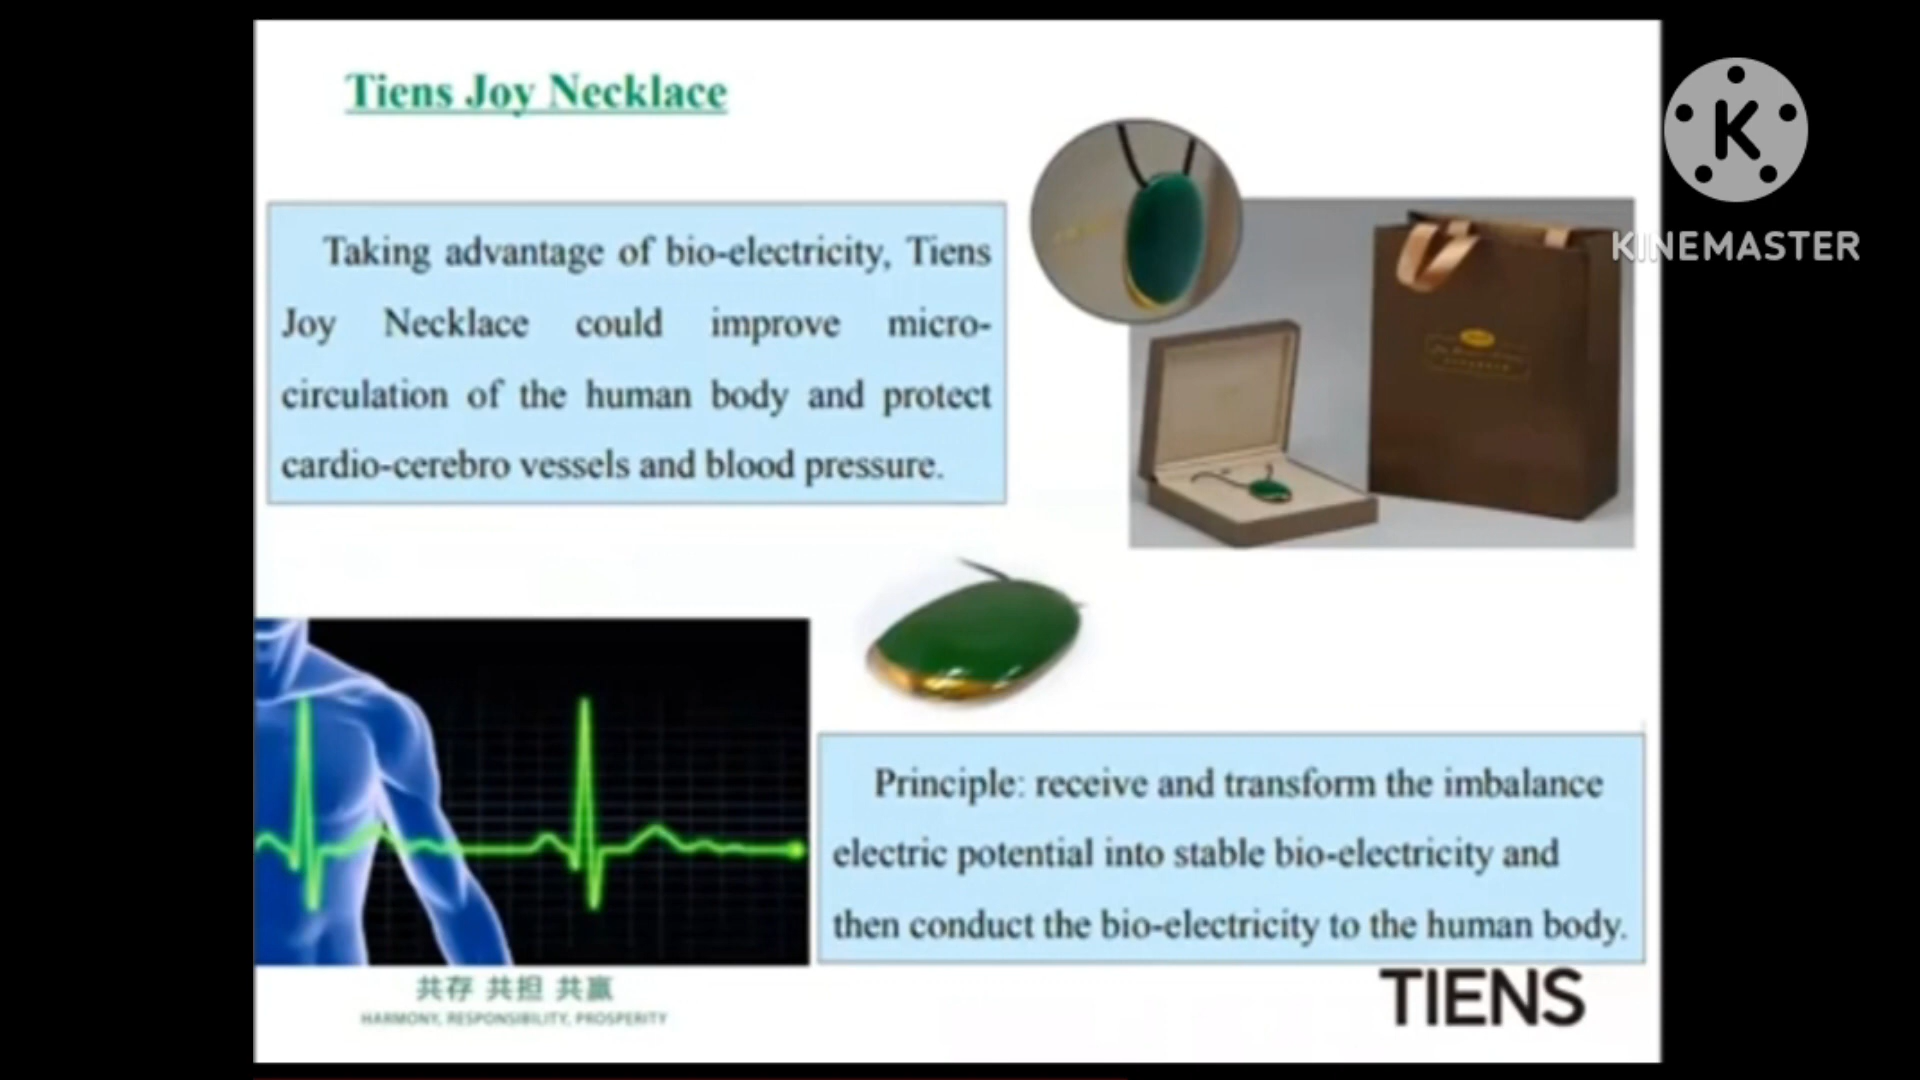 Tiens Joy Necklace
Taking advantage of bio-electricity, Tiens
Joy Necklace could improve micro-
circulation of the human body and protect
cardio-cerebro vessels and blood pressure.
K
KINEMASTER
Principle: receive and transform the imbalance
electric potential into stable bio-electricity and
then conduct the bio-electricity to the human body.
共存 共担 共赢
HARMONY, RESPONSIBILITY, PROSPERITY
TIENS